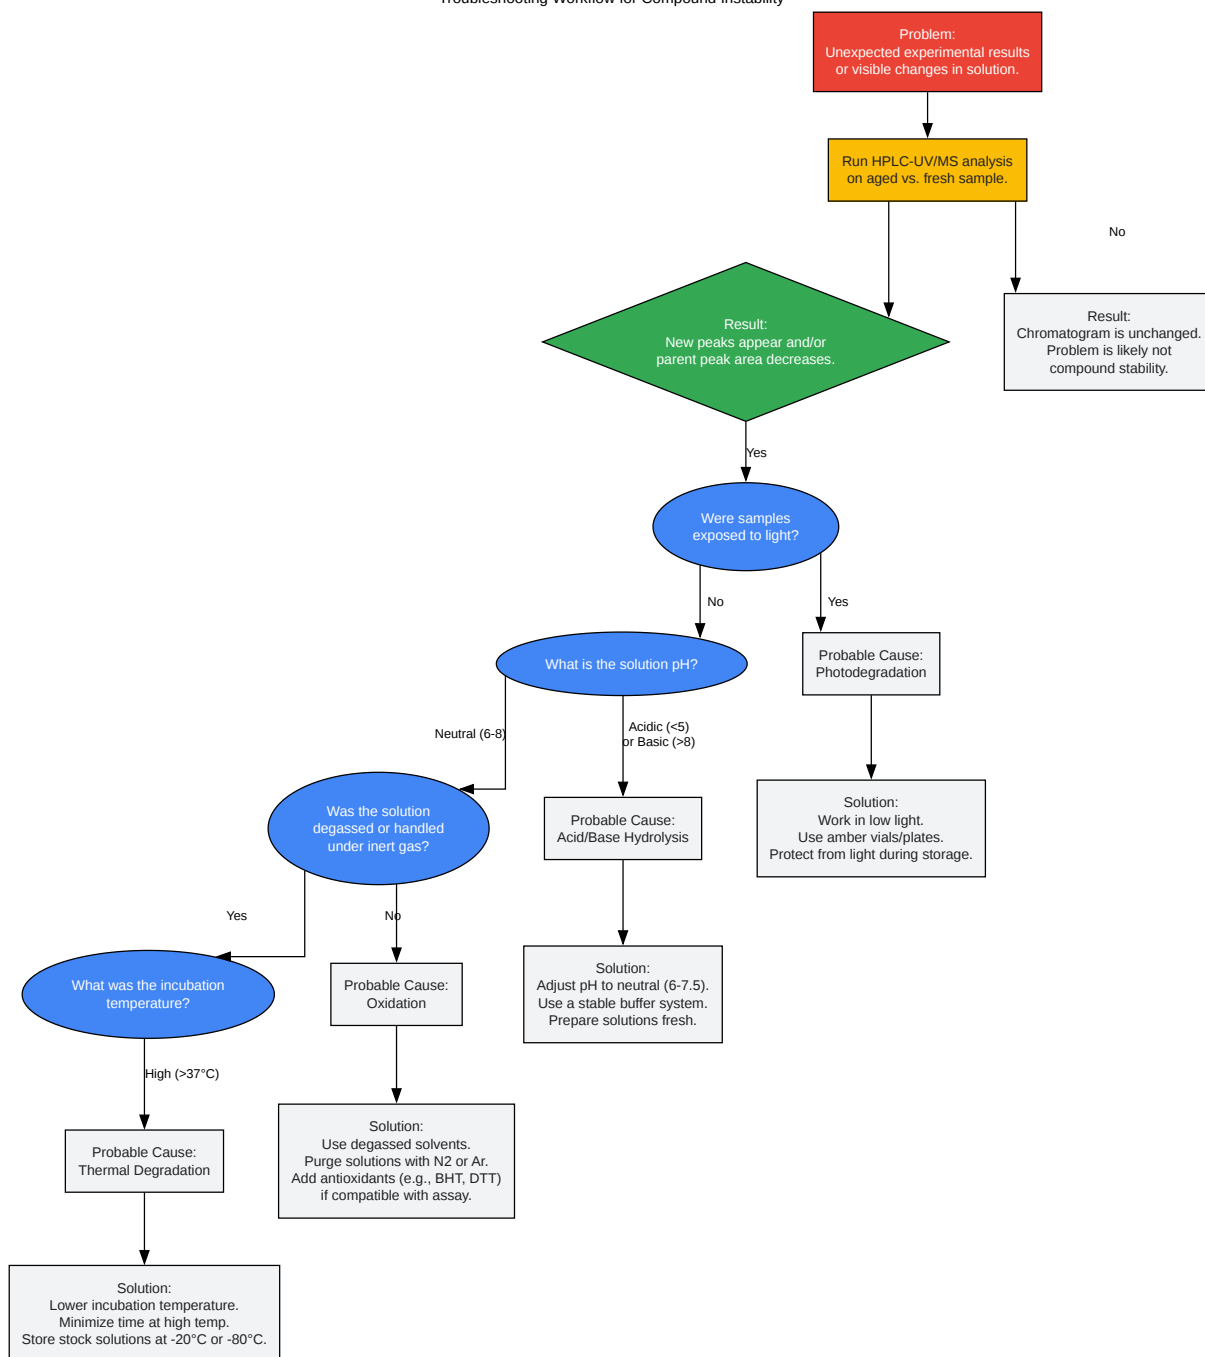 Troubleshooting Workflow for Compound Instability
Problem:
Unexpected experimental results
or visible changes in solution.
Run HPLC-UV/MS analysis
on aged vs. fresh sample.
No
Result:
Chromatogram is unchanged.
Problem is likely not
compound stability.
Result:
New peaks appear and/or
parent peak area decreases.
Yes
Were samples
exposed to light?
No
Yes
What is the solution pH?
Probable Cause:
Photodegradation
Neutral (6-8)
Acidic (<5)
or Basic (>8)
Solution:
Work in low light.
Use amber vials/plates.
Protect from light during storage.
Was the solution
degassed or handled
under inert gas?
Probable Cause:
Acid/Base Hydrolysis
Yes
No
Solution:
Adjust pH to neutral (6-7.5).
Use a stable buffer system.
Prepare solutions fresh.
What was the incubation
temperature?
Probable Cause:
Oxidation
High (>37°C)
Solution:
Use degassed solvents.
Purge solutions with N2 or Ar.
Add antioxidants (e.g., BHT, DTT)
if compatible with assay.
Probable Cause:
Thermal Degradation
Solution:
Lower incubation temperature.
Minimize time at high temp.
Store stock solutions at -20°C or -80°C.